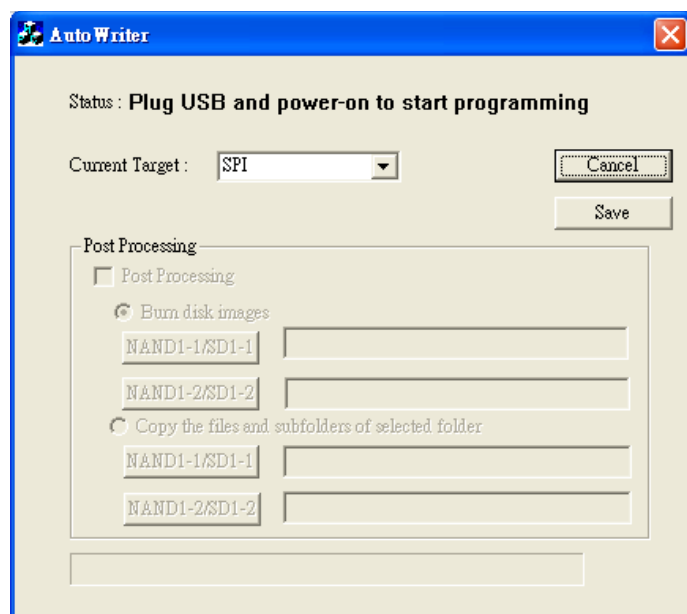 AutoWriter
Status : Plug USB and power-on to start programming
Current Target : SPI Cancel
Save
Post Processing
Post Processing
Burn disk images
NAND1-1/SD1-1
NAND1-2/SD1-2
Copy the files and subfolders of selected folder
NAND1-1/SD1-1
NAND1-2/SD1-2